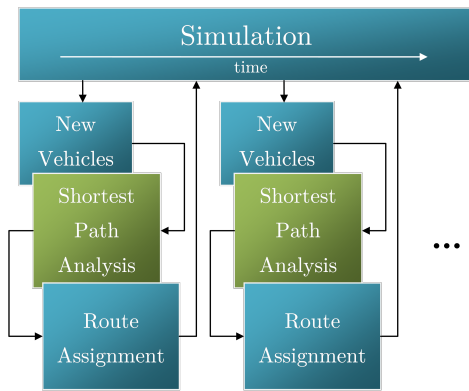 Simulation
time
New
Vehicles
Shortest
Path
Analysis
Route
Assignment
New
Vehicles
Shortest
Path
Analysis
Route
Assignment
...